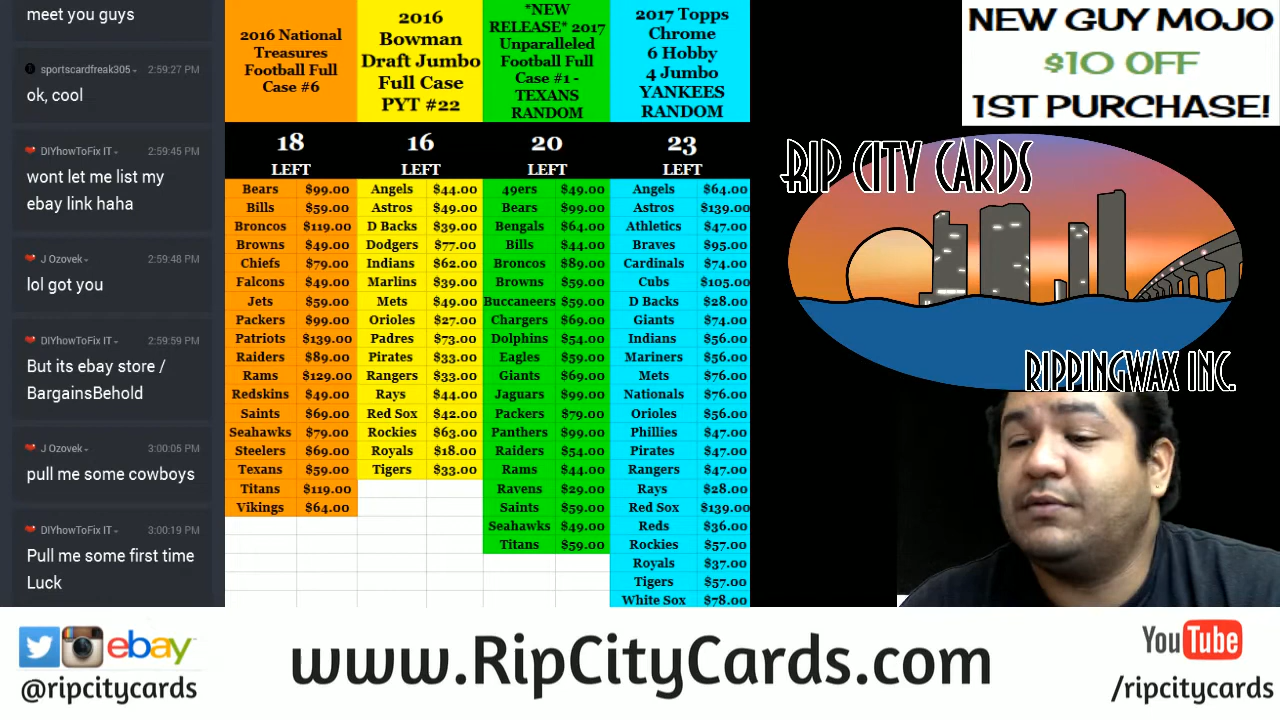 meet you guys
sportscardfreak305 2:59:27 PM
ok, cool
DIYhowToFix IT 2:59:45 PM
wont let me list my
ebay link haha
J Ozovek 2:59:48 PM
lol got you
DIYhowToFix IT 2:59:59 PM
But its ebay store /
BargainsBehold
J Ozovek 3:00:05 PM
pull me some cowboys
DIYhowToFix IT 3:00:19 PM
Pull me some first time
Luck
2016 National
Treasures
Football Full
Case #6
18
LEFT
Bears $99.00
Bills $59.00
Broncos $119.00
Browns $49.00
Chiefs $79.00
Falcons $49.00
Jets $59.00
Packers $99.00
Patriots $139.00
Raiders $89.00
Rams $129.00
Redskins $49.00
Saints $69.00
Seahawks $79.00
Steelers $69.00
Texans $59.00
Titans $119.00
Vikings $64.00
2016
Bowman
Draft Jumbo
Full Case
PYT #22
16
LEFT
Angels $44.00
Astros $49.00
D Backs $39.00
Dodgers $77.00
Indians $62.00
Marlins $39.00
Mets $49.00
Orioles $27.00
Padres $73.00
Pirates $33.00
Rangers $33.00
Rays $44.00
Red Sox $42.00
Rockies $63.00
Royals $18.00
Tigers $33.00
*NEW
RELEASE* 2017
Unparalleled
Football Full
Case #1 -
TEXANS
RANDOM
20
LEFT
49ers $49.00
Bears $99.00
Bengals $64.00
Bills $44.00
Broncos $89.00
Browns $59.00
Buccaneers $59.00
Chargers $69.00
Dolphins $54.00
Eagles $59.00
Giants $69.00
Jaguars $99.00
Packers $79.00
Panthers $99.00
Raiders $54.00
Rams $44.00
Ravens $29.00
Saints $59.00
Seahawks $49.00
Titans $59.00
2017 Topps
Chrome
6 Hobby
4 Jumbo
YANKEES
RANDOM
23
LEFT
Angels $64.00
Astros $139.00
Athletics $47.00
Braves $95.00
Cardinals $74.00
Cubs $105.00
D Backs $28.00
Giants $74.00
Indians $56.00
Mariners $56.00
Mets $76.00
Nationals $76.00
Orioles $56.00
Phillies $47.00
Pirates $47.00
Rangers $47.00
Rays $28.00
Red Sox $139.00
Reds $36.00
Rockies $57.00
Royals $37.00
Tigers $57.00
White Sox $78.00
NEW GUY MOJO
$10 OFF
1ST PURCHASE!
RIP CITY CARDS
RIPPINGWAX INC.
ebay
@ripcitycards
www.RipCityCards.com
YouTube
/ripcitycards